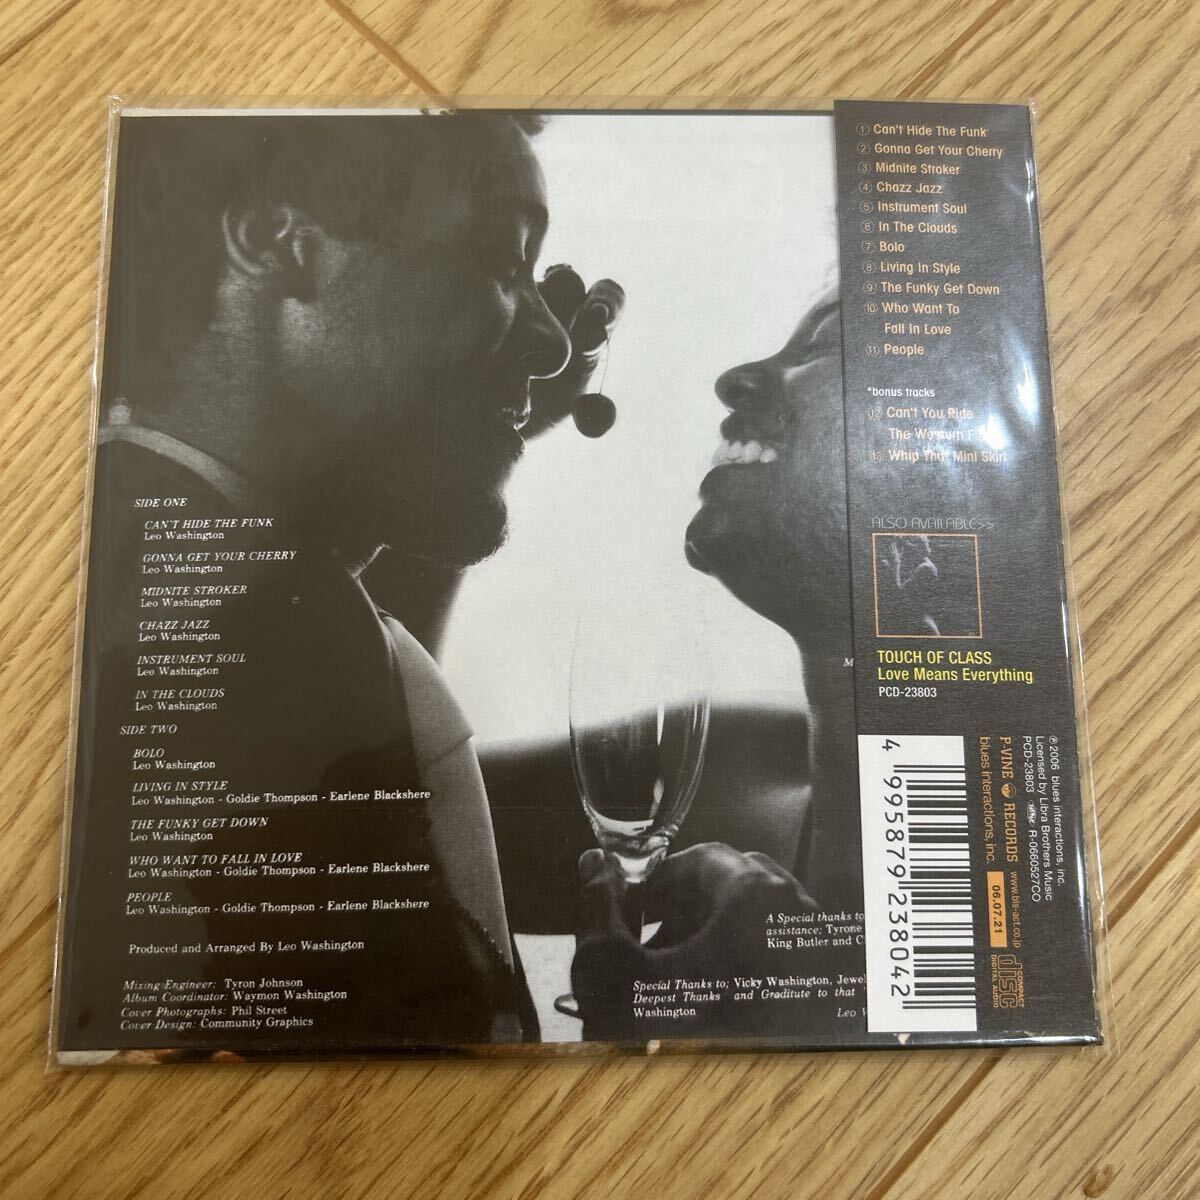 SIDE ONE
CAN'T HIDE THE FUNK
Leo Washington
GONNA GET YOUR CHERRY
Leo Washington
MIDNITE STROKER
Leo Washington
CHAZZ JAZZ
Leo Washington
INSTRUMENT SOUL
Leo Washington
IN THE CLOUDS
Leo Washington
SIDE TWO
BOLO
Leo Washington
LIVING IN STYLE
Leo Washington - Goldie Thompson - Earlene Blackshere
THE FUNKY GET DOWN
Leo Washington
WHO WANT TO FALL IN LOVE
Leo Washington - Goldie Thompson - Earlene Blackshere
PEOPLE
Leo Washington - Goldie Thompson - Earlene Blackshere
Produced and Arranged By Leo Washington
Mixing Engineer: Tyron Johnson
Album Coordinator: Waymon Washington
Cover Photographs: Phil Street
Cover Design: Community Graphics
M
A Special thanks to
assistance; Tyrone
King Butler and C
Special Thanks to; Vicky Washington, Jewel
Deepest Thanks and Graditute to that
Washington
Leo W
① Can't Hide The Funk
② Gonna Get Your Cherry
③ Midnite Stroker
④ Chazz Jazz
⑤ Instrument Soul
⑥ In The Clouds
⑦ Bolo
⑧ Living In Style
⑨ The Funky Get Down
⑩ Who Want To
Fall In Love
⑪ People
*bonus tracks
⑫ Can't You Ride
The Western
⑬ Whip That Mini Skirt
ALSO AVAILABLE>>
TOUCH OF CLASS
Love Means Everything
PCD-23803
4 995879 238042
℗ 2006 blues interactions, inc.
Licensed by Libra Brothers Music
PCD-23803 R-0660527CO
P-VINE RECORDS www.bls-act.co.jp
blues interactions, inc. 06.07.21
COMPACT
disc
DIGITAL AUDIO